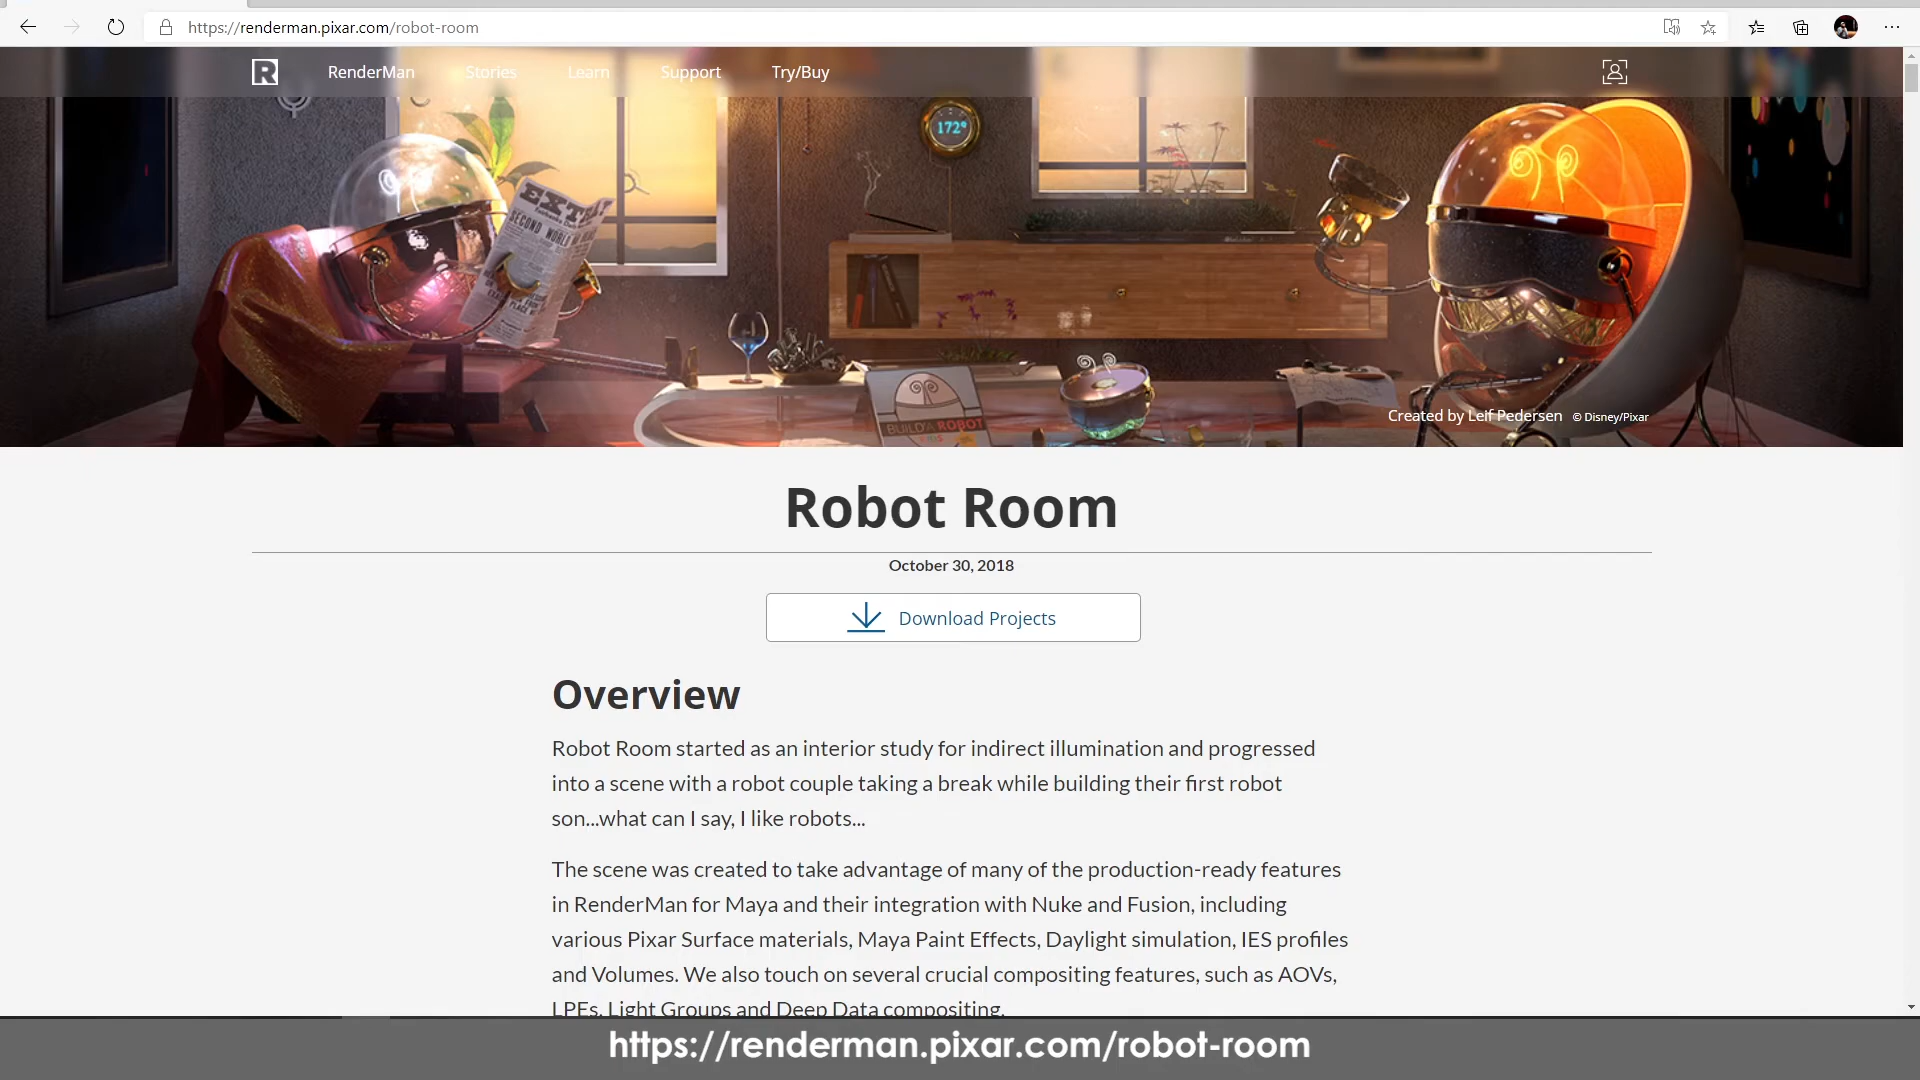 https://renderman.pixar.com/robot-room
R RenderMan Stories Learn Support Try/Buy
172°
EXTRA
SECOND WORLD
BUILD A ROBOT
Created by Leif Pedersen © Disney/Pixar
Robot Room
October 30, 2018
Download Projects
Overview
Robot Room started as an interior study for indirect illumination and progressed
into a scene with a robot couple taking a break while building their first robot
son...what can I say, I like robots...
The scene was created to take advantage of many of the production-ready features
in RenderMan for Maya and their integration with Nuke and Fusion, including
various Pixar Surface materials, Maya Paint Effects, Daylight simulation, IES profiles
and Volumes. We also touch on several crucial compositing features, such as AOVs,
LPEs, Light Groups and Deep Data compositing.
https://renderman.pixar.com/robot-room